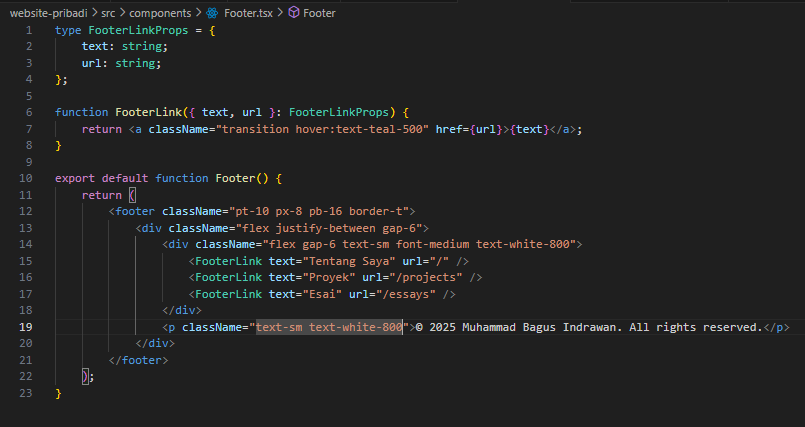 website-pribadi > src > components > Footer.tsx > Footer
1 type FooterLinkProps = {
2     text: string;
3     url: string;
4 };
5
6 function FooterLink({ text, url }: FooterLinkProps) {
7     return <a className="transition hover:text-teal-500" href={url}>{text}</a>;
8 }
9
10 export default function Footer() {
11     return (
12         <footer className="pt-10 px-8 pb-16 border-t">
13             <div className="flex justify-between gap-6">
14                 <div className="flex gap-6 text-sm font-medium text-white-800">
15                     <FooterLink text="Tentang Saya" url="/" />
16                     <FooterLink text="Proyek" url="/projects" />
17                     <FooterLink text="Esai" url="/essays" />
18                 </div>
19                 <p className="text-sm text-white-800">© 2025 Muhammad Bagus Indrawan. All rights reserved.</p>
20             </div>
21         </footer>
22     );
23 }